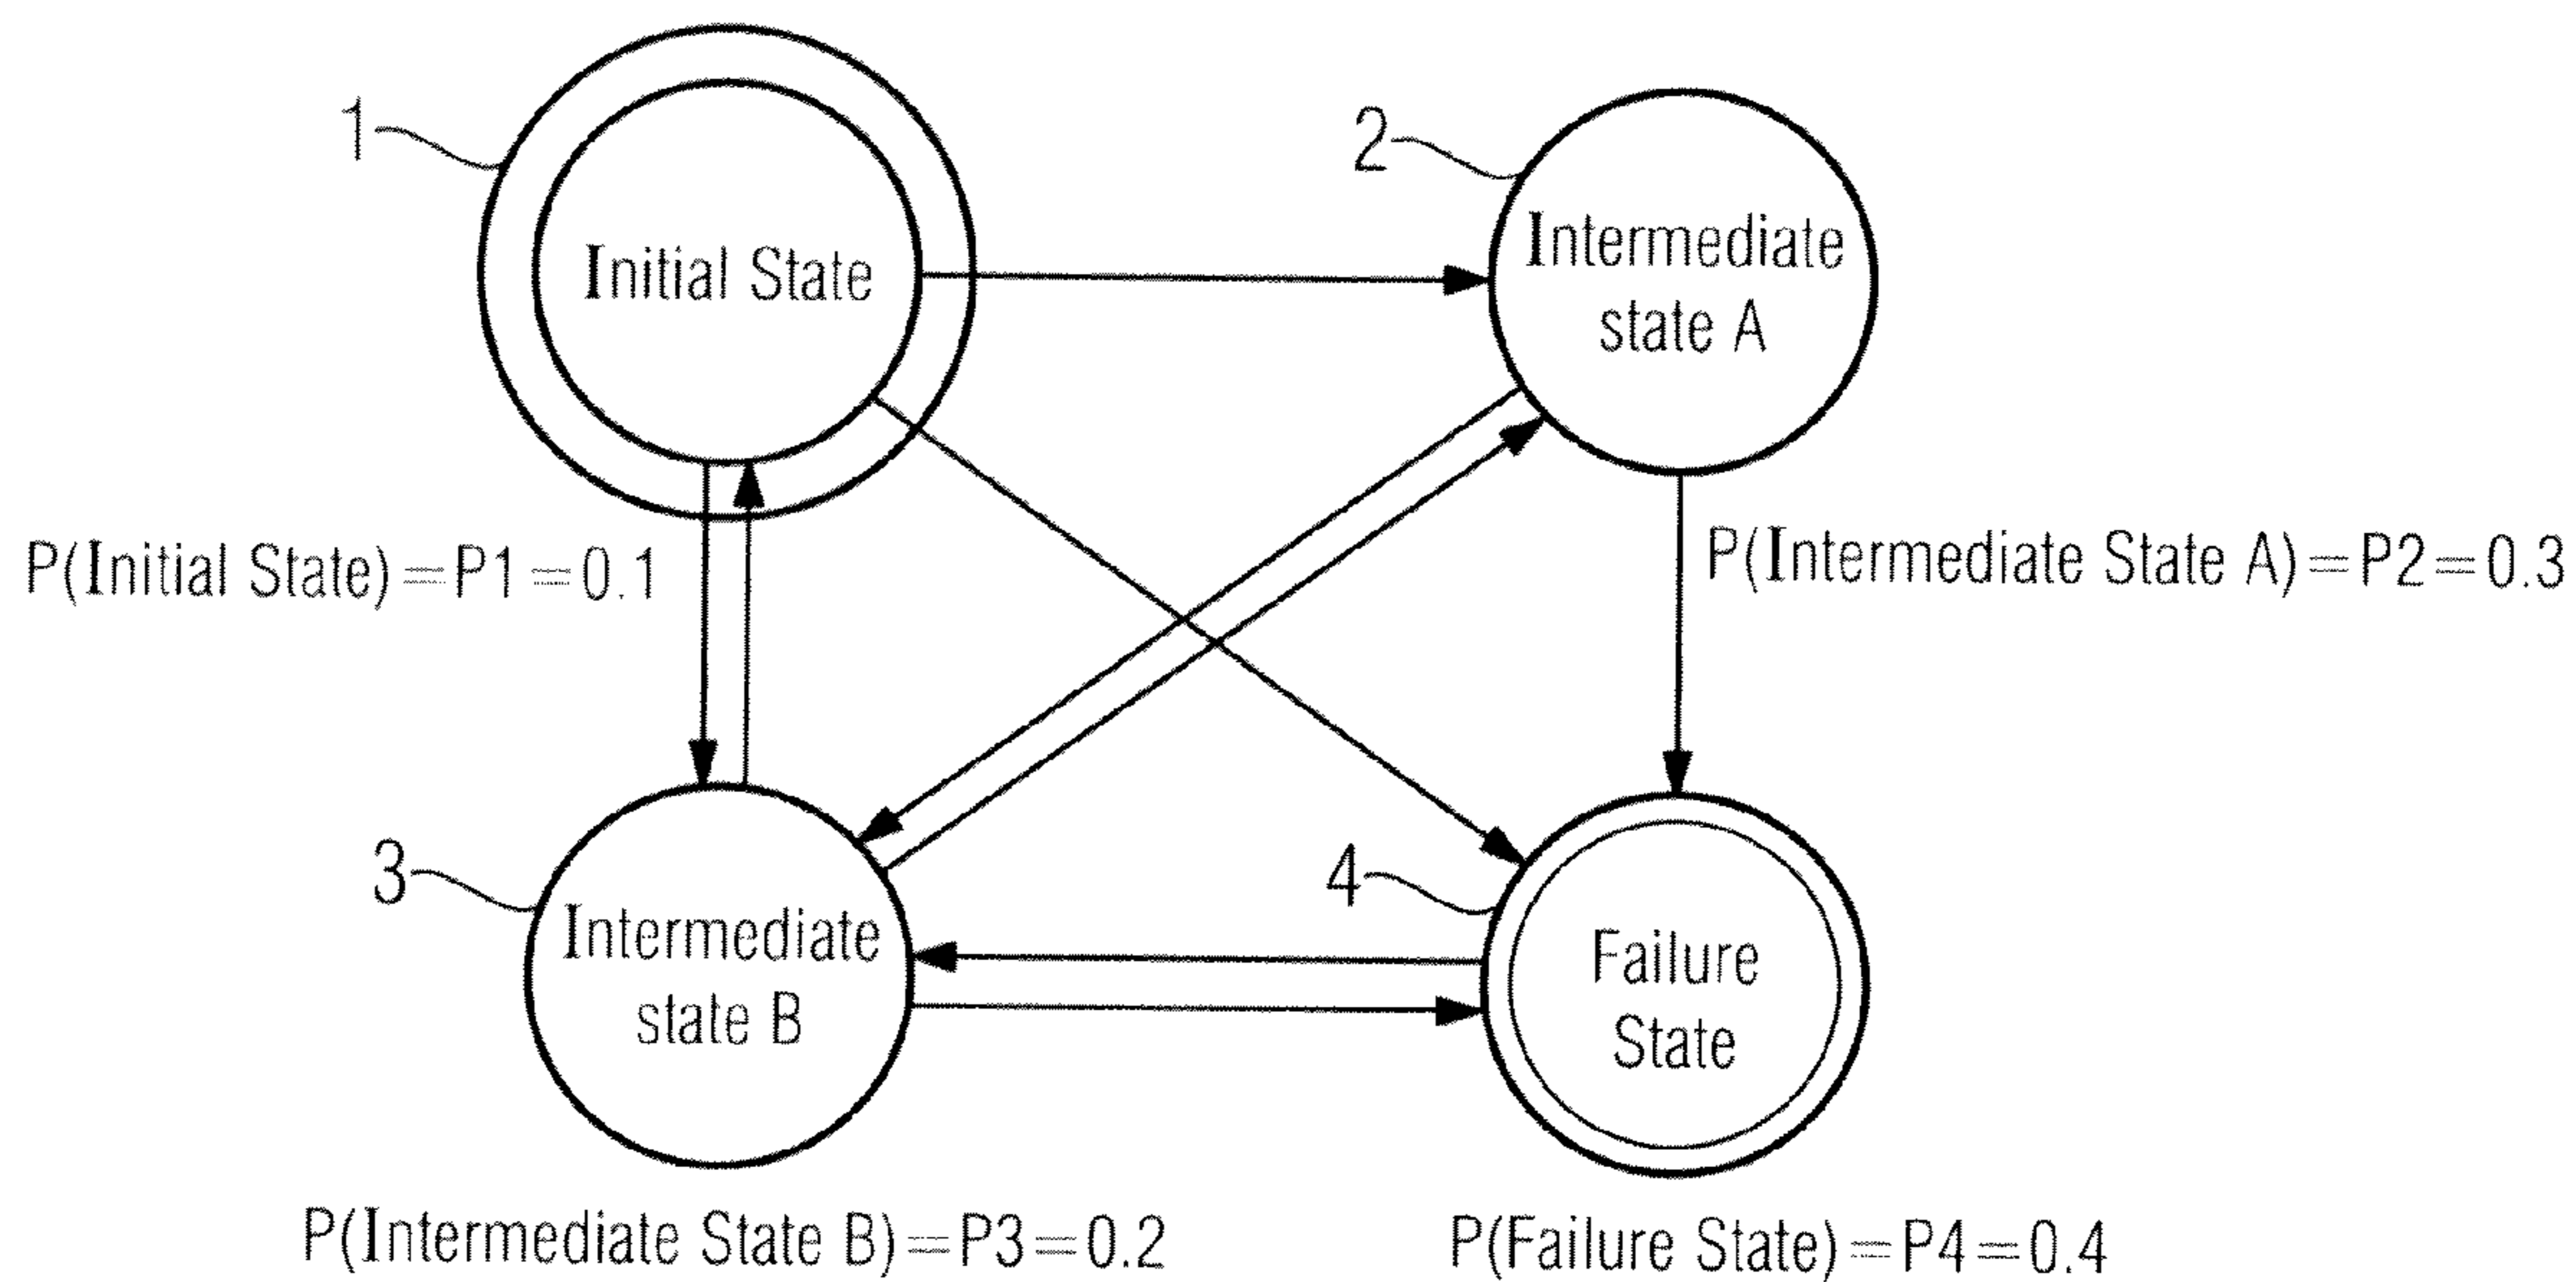 1
Initial State
2
Intermediate
state A
P(Initial State)=P1=0.1
P(Intermediate State A)=P2=0.3
3
Intermediate
state B
4
Failure
State
P(Intermediate State B)=P3=0.2
P(Failure State)=P4=0.4